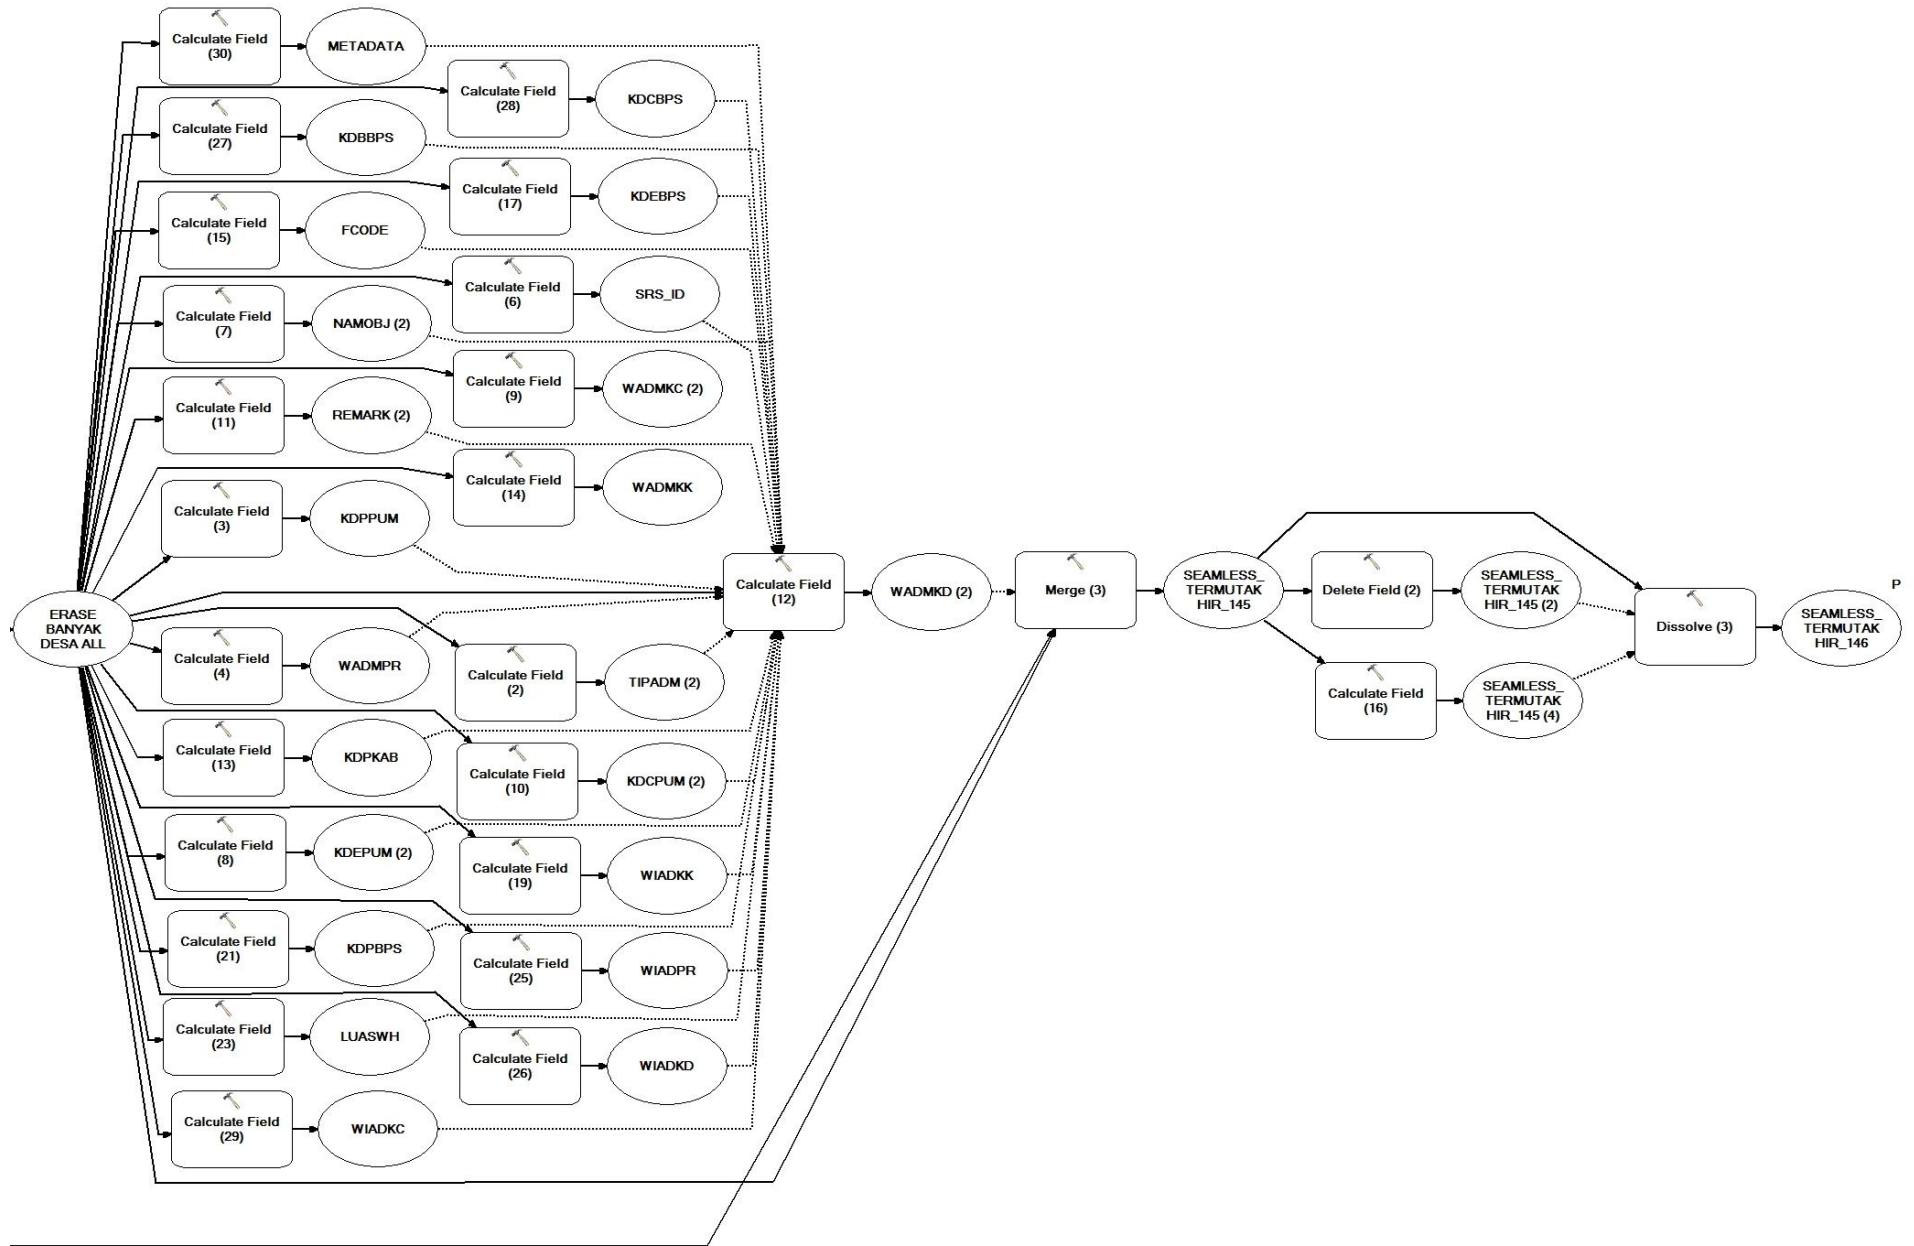 Calculate Field
(30)
METADATA
Calculate Field
(28)
KDCBPS
Calculate Field
(27)
KDBBPS
Calculate Field
(17)
KDEBPS
Calculate Field
(15)
FCODE
Calculate Field
(6)
SRS_ID
Calculate Field
(7)
NAMOBJ (2)
Calculate Field
(9)
WADMKC (2)
Calculate Field
(11)
REMARK (2)
Calculate Field
(14)
WADMKK
Calculate Field
(3)
KDPPUM
ERASE
BANYAK
DESA ALL
Calculate Field
(12)
WADMKD (2)
Merge (3)
SEAMLESS_
TERMUTAK
HIR_145
Delete Field (2)
SEAMLESS_
TERMUTAK
HIR_145 (2)
Dissolve (3)
P
SEAMLESS_
TERMUTAK
HIR_146
Calculate Field
(16)
SEAMLESS_
TERMUTAK
HIR_145 (4)
Calculate Field
(4)
WADMPR
Calculate Field
(2)
TIPADM (2)
Calculate Field
(13)
KDPKAB
Calculate Field
(10)
KDCPUM (2)
Calculate Field
(8)
KDEPUM (2)
Calculate Field
(19)
WIADKK
Calculate Field
(21)
KDPBPS
Calculate Field
(25)
WIADPR
Calculate Field
(23)
LUASWH
Calculate Field
(26)
WIADKD
Calculate Field
(29)
WIADKC